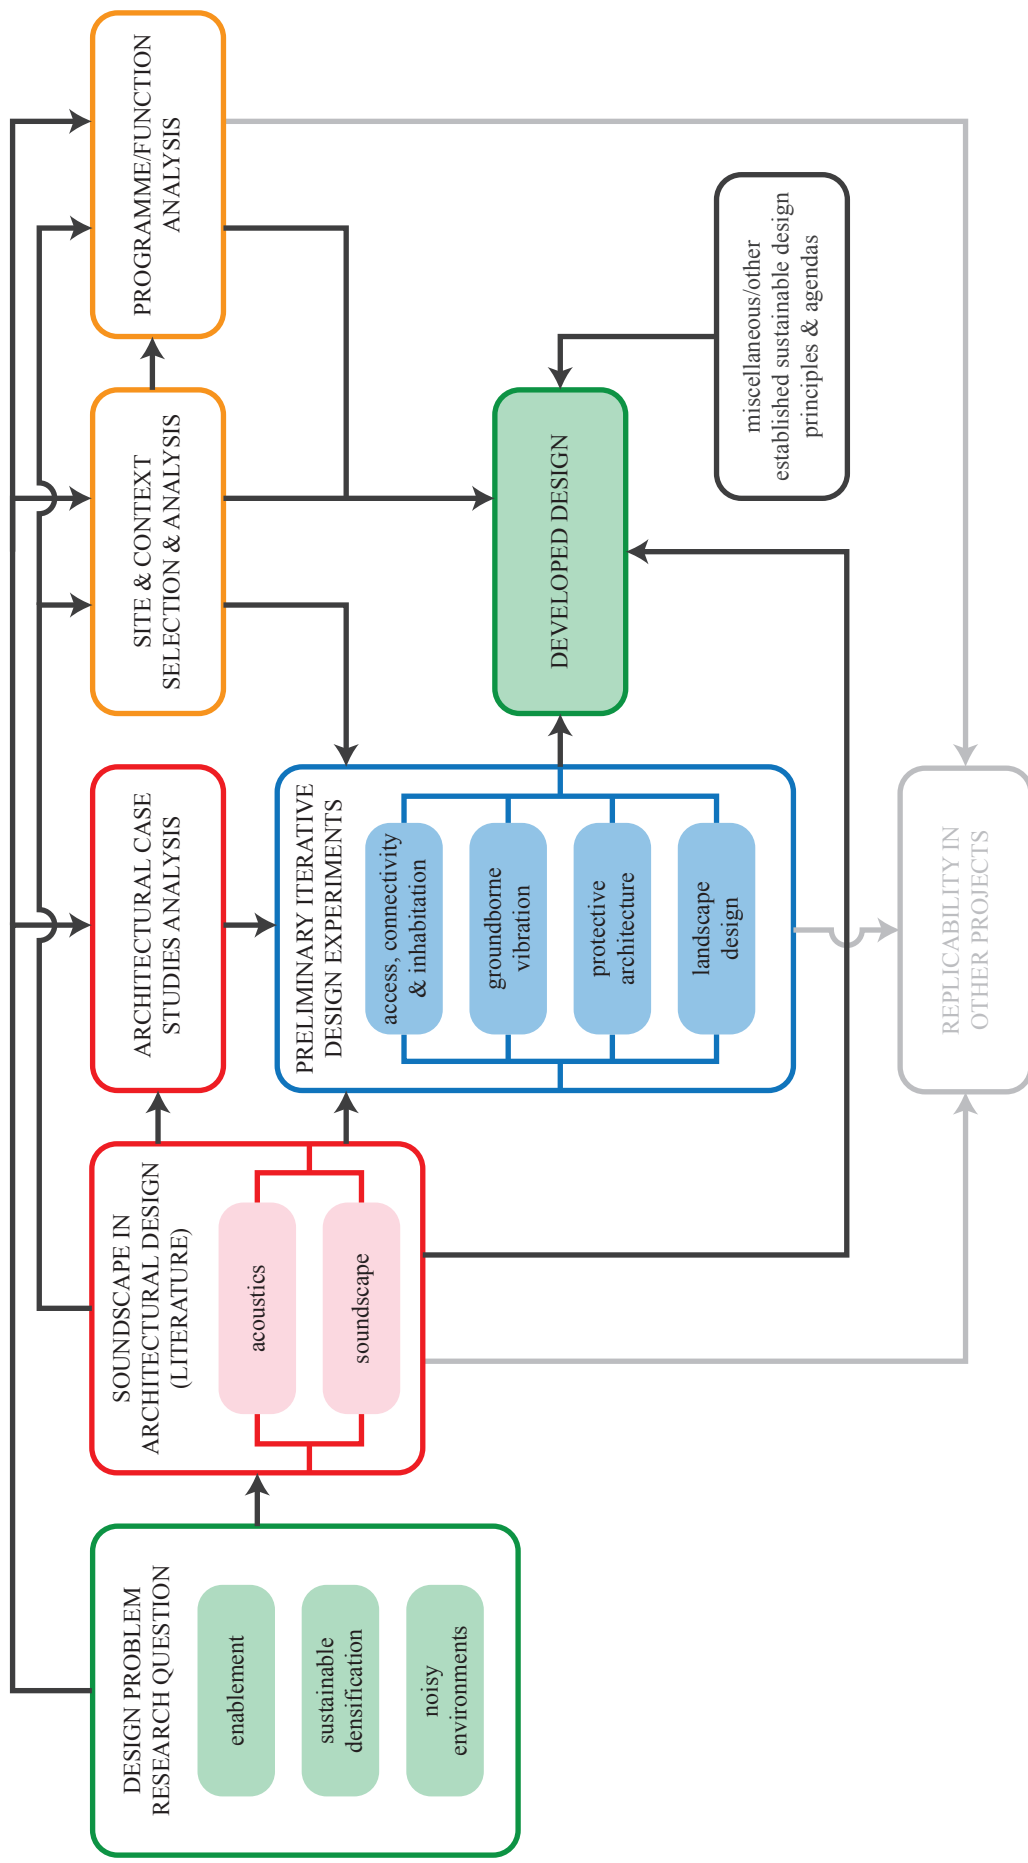 DESIGN PROBLEM
RESEARCH QUESTION
enablement
sustainable
densification
noisy
environments
SOUNDSCAPE IN
ARCHITECTURAL DESIGN
(LITERATURE)
acoustics
soundscape
ARCHITECTURAL CASE
STUDIES ANALYSIS
PRELIMINARY ITERATIVE
DESIGN EXPERIMENTS
access, connectivity
& inhabitation
groundborne
vibration
protective
architecture
landscape
design
REPLICABILITY IN
OTHER PROJECTS
SITE & CONTEXT
SELECTION & ANALYSIS
DEVELOPED DESIGN
PROGRAMME/FUNCTION
ANALYSIS
miscellaneous/other
established sustainable design
principles & agendas